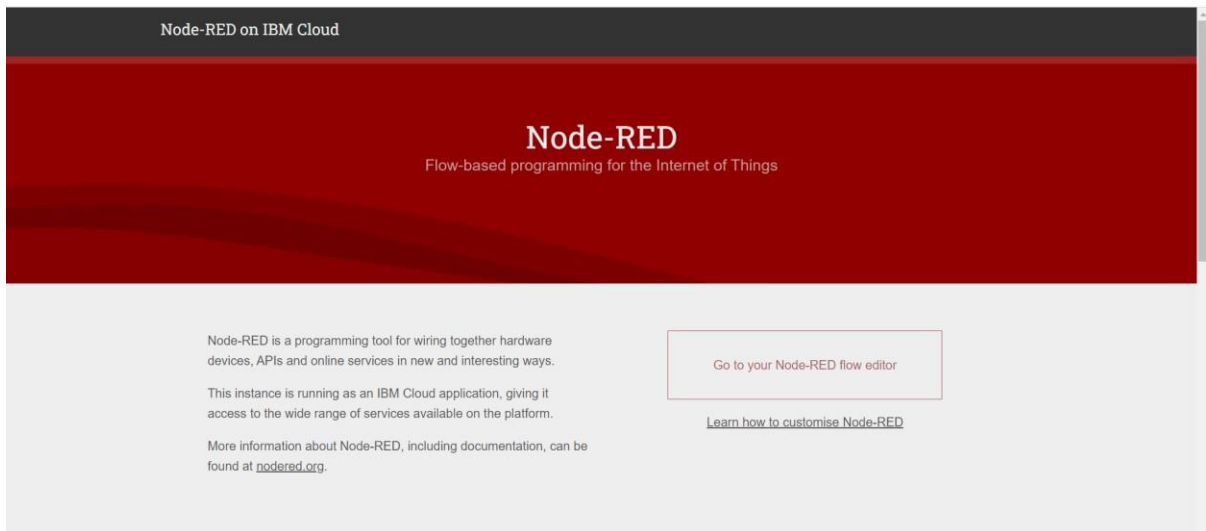 Node-RED on IBM Cloud
Node-RED
Flow-based programming for the Internet of Things
Node-RED is a programming tool for wiring together hardware
devices, APIs and online services in new and interesting ways.
This instance is running as an IBM Cloud application, giving it
access to the wide range of services available on the platform.
More information about Node-RED, including documentation, can be
found at nodered.org.
Go to your Node-RED flow editor
Learn how to customise Node-RED